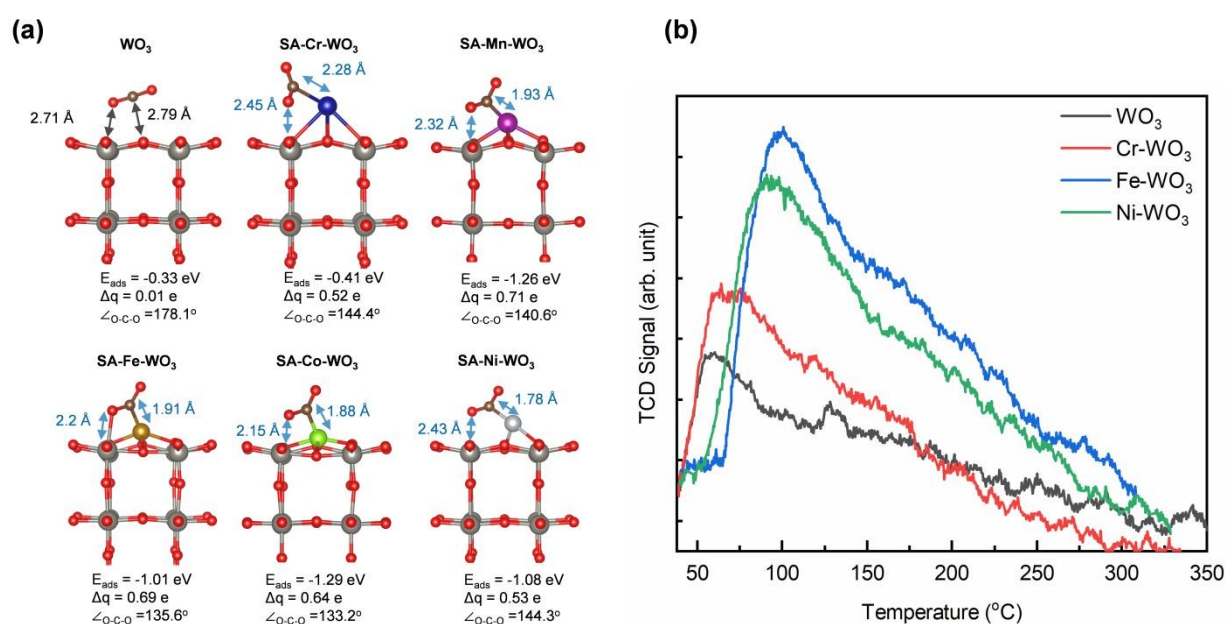 (a)
WO₃
2.71 Å
2.79 Å
Eads = -0.33 eV
Δq = 0.01 e
∠O-C-O =178.1°
SA-Cr-WO₃
2.28 Å
2.45 Å
Eads = -0.41 eV
Δq = 0.52 e
∠O-C-O =144.4°
SA-Mn-WO₃
1.93 Å
2.32 Å
Eads = -1.26 eV
Δq = 0.71 e
∠O-C-O =140.6°
SA-Fe-WO₃
2.2 Å
1.91 Å
Eads = -1.01 eV
Δq = 0.69 e
∠O-C-O =135.6°
SA-Co-WO₃
1.88 Å
2.15 Å
Eads = -1.29 eV
Δq = 0.64 e
∠O-C-O =133.2°
SA-Ni-WO₃
1.78 Å
2.43 Å
Eads = -1.08 eV
Δq = 0.53 e
∠O-C-O =144.3°
(b)
WO₃
Cr-WO₃
Fe-WO₃
Ni-WO₃
TCD Signal (arb. unit)
50 100 150 200 250 300 350
Temperature (°C)